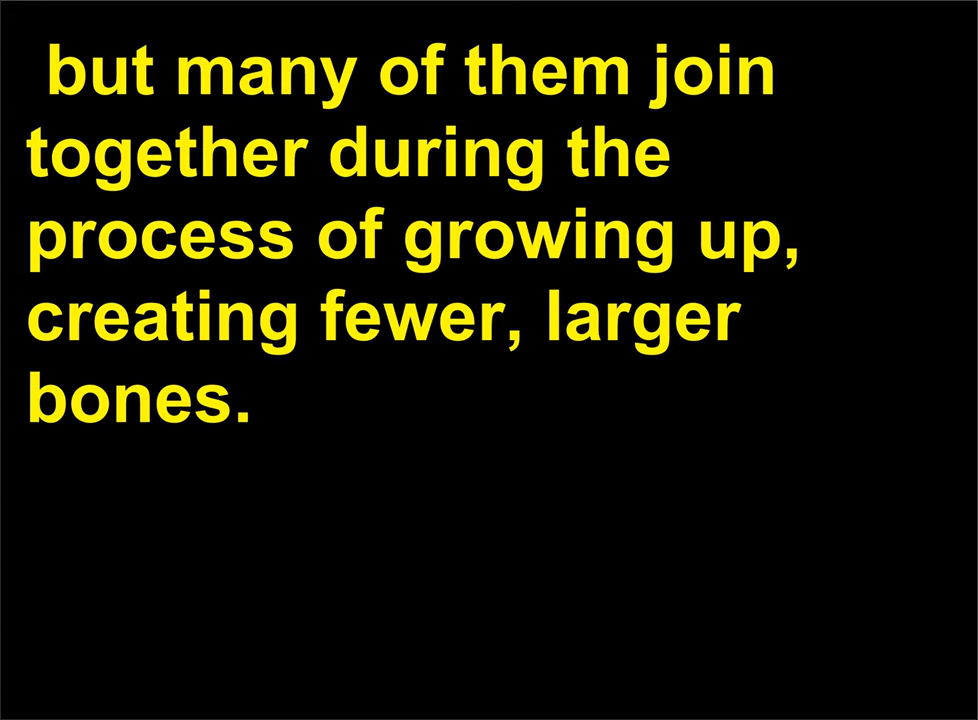 but many of them join
together during the
process of growing up,
creating fewer, larger
bones.